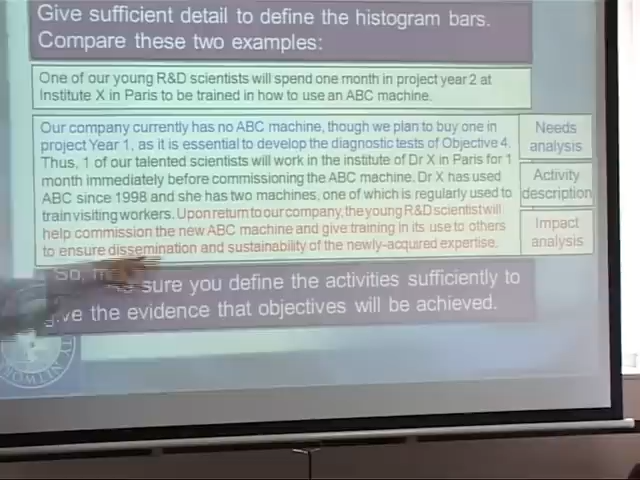 Give sufficient detail to define the histogram bars.
Compare these two examples:
One of our young R&D scientists will spend one month in project year 2 at
Institute X in Paris to be trained in how to use an ABC machine.
Our company currently has no ABC machine, though we plan to buy one in
project Year 1, as it is essential to develop the diagnostic tests of Objective 4.
Thus, 1 of our talented scientists will work in the institute of Dr X in Paris for 1
month immediately before commissioning the ABC machine. Dr X has used
ABC since 1998 and she has two machines, one of which is regularly used to
train visiting workers. Upon return to our company, the young R&D scientist will
help commission the new ABC machine and give training in its use to others
to ensure dissemination and sustainability of the newly-acquired expertise.
Needs
analysis
Activity
description
Impact
analysis
So, sure you define the activities sufficiently to
the evidence that objectives will be achieved.
NETWORK